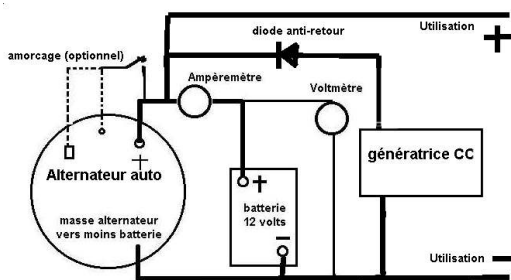 diode anti-retour
Utilisation
+
amorcage (optionnel)
Ampèremètre
Voltmètre
génératrice CC
+
Alternateur auto
+
batterie
12 volts
masse alternateur
vers moins batterie
−
Utilisation −